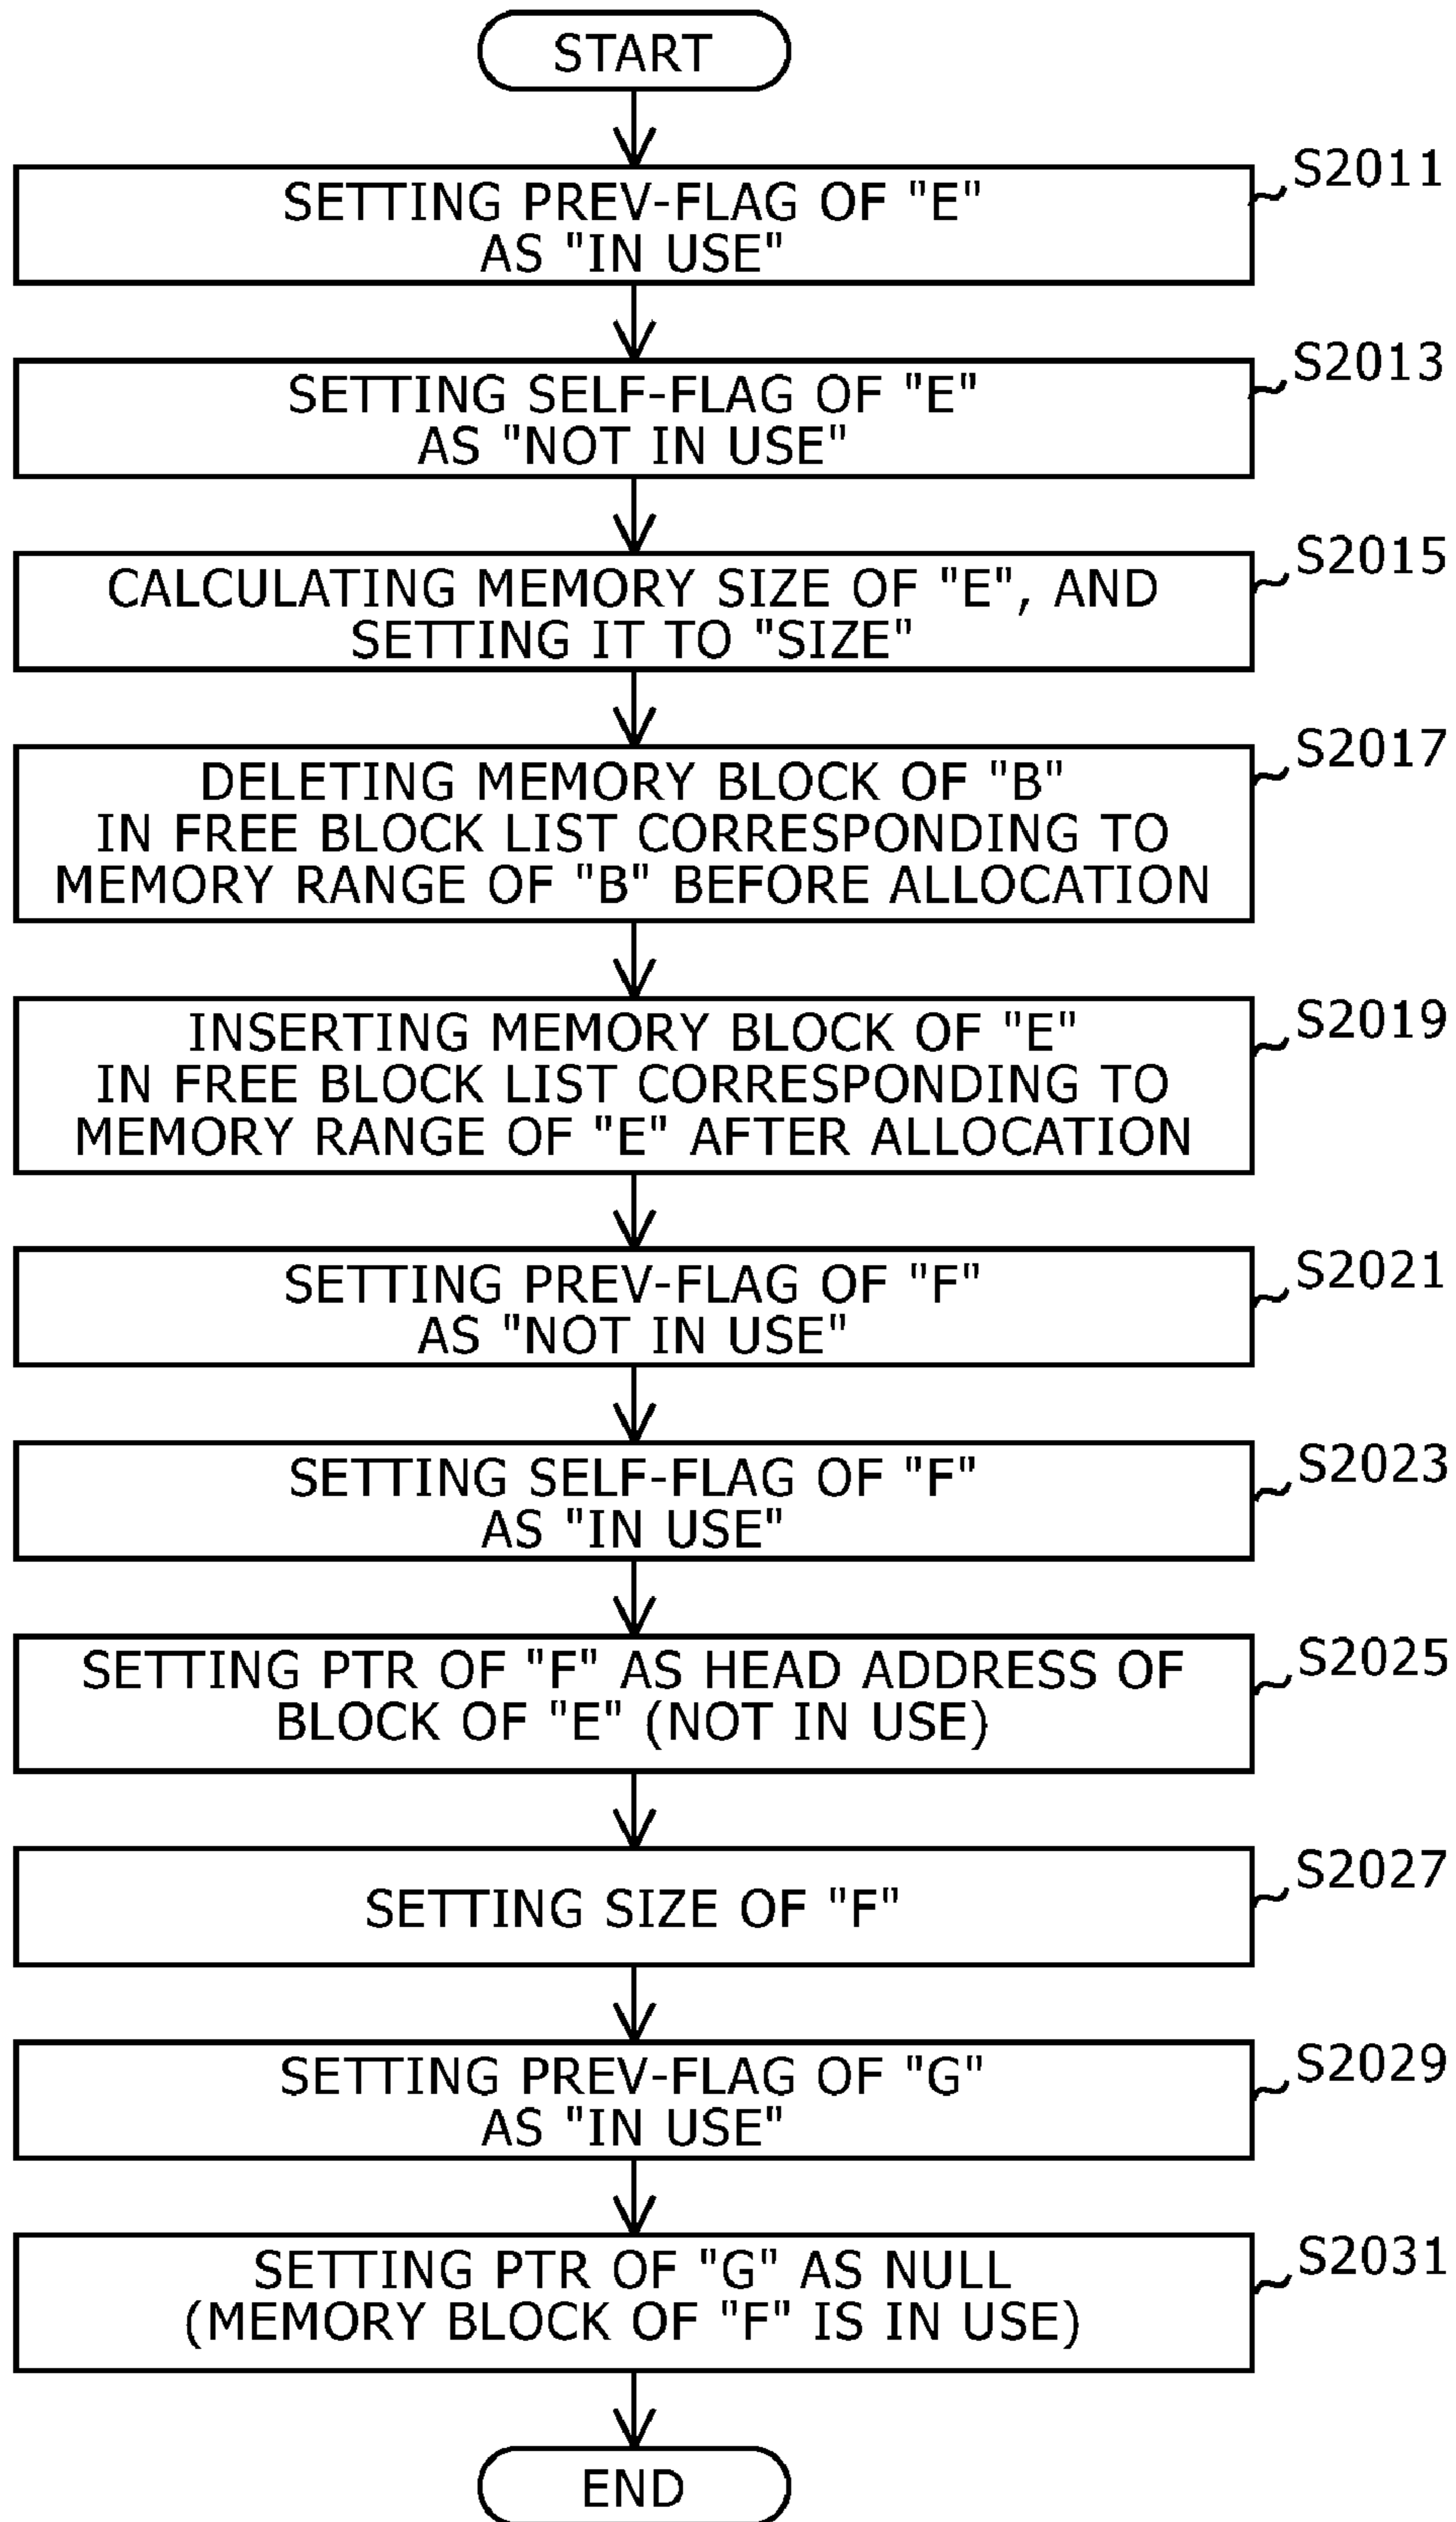 START
S2011
SETTING PREV-FLAG OF "E"
AS "IN USE"
S2013
SETTING SELF-FLAG OF "E"
AS "NOT IN USE"
S2015
CALCULATING MEMORY SIZE OF "E", AND
SETTING IT TO "SIZE"
S2017
DELETING MEMORY BLOCK OF "B"
IN FREE BLOCK LIST CORRESPONDING TO
MEMORY RANGE OF "B" BEFORE ALLOCATION
S2019
INSERTING MEMORY BLOCK OF "E"
IN FREE BLOCK LIST CORRESPONDING TO
MEMORY RANGE OF "E" AFTER ALLOCATION
S2021
SETTING PREV-FLAG OF "F"
AS "NOT IN USE"
S2023
SETTING SELF-FLAG OF "F"
AS "IN USE"
S2025
SETTING PTR OF "F" AS HEAD ADDRESS OF
BLOCK OF "E" (NOT IN USE)
S2027
SETTING SIZE OF "F"
S2029
SETTING PREV-FLAG OF "G"
AS "IN USE"
S2031
SETTING PTR OF "G" AS NULL
(MEMORY BLOCK OF "F" IS IN USE)
END